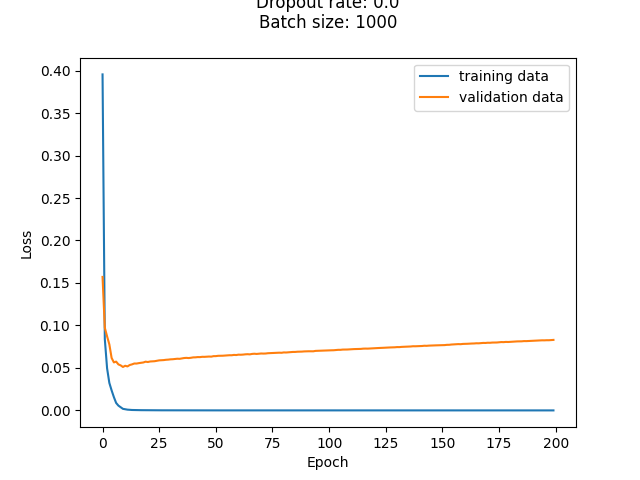 Dropout rate: 0.0
Batch size: 1000
0.40
0.35
0.30
0.25
0.20
0.15
0.10
0.05
0.00
Loss
training data
validation data
0 25 50 75 100 125 150 175 200
Epoch